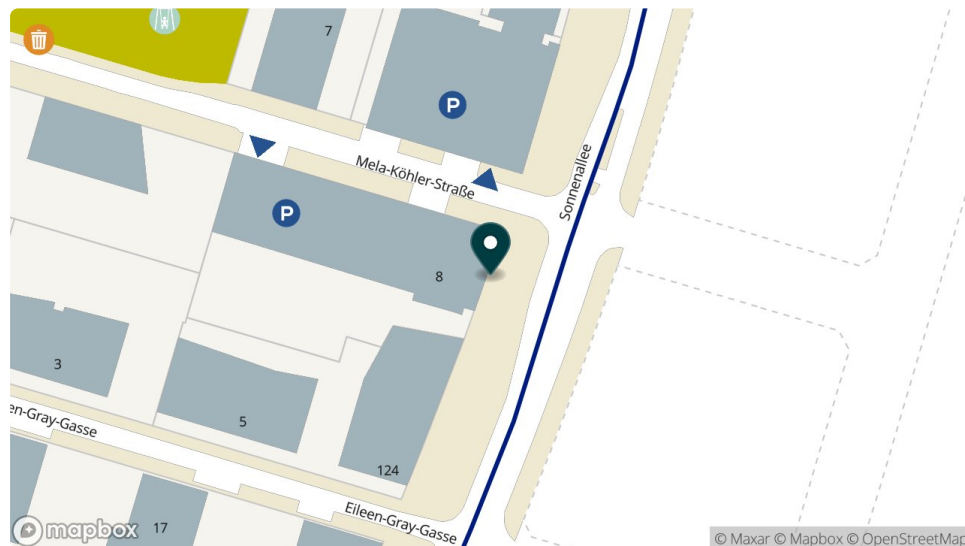 7
P
Mela-Köhler-Straße
Sonnenallee
P
8
3
5
en-Gray-Gasse
124
17
Eileen-Gray-Gasse
mapbox
© Maxar © Mapbox © OpenStreetMap